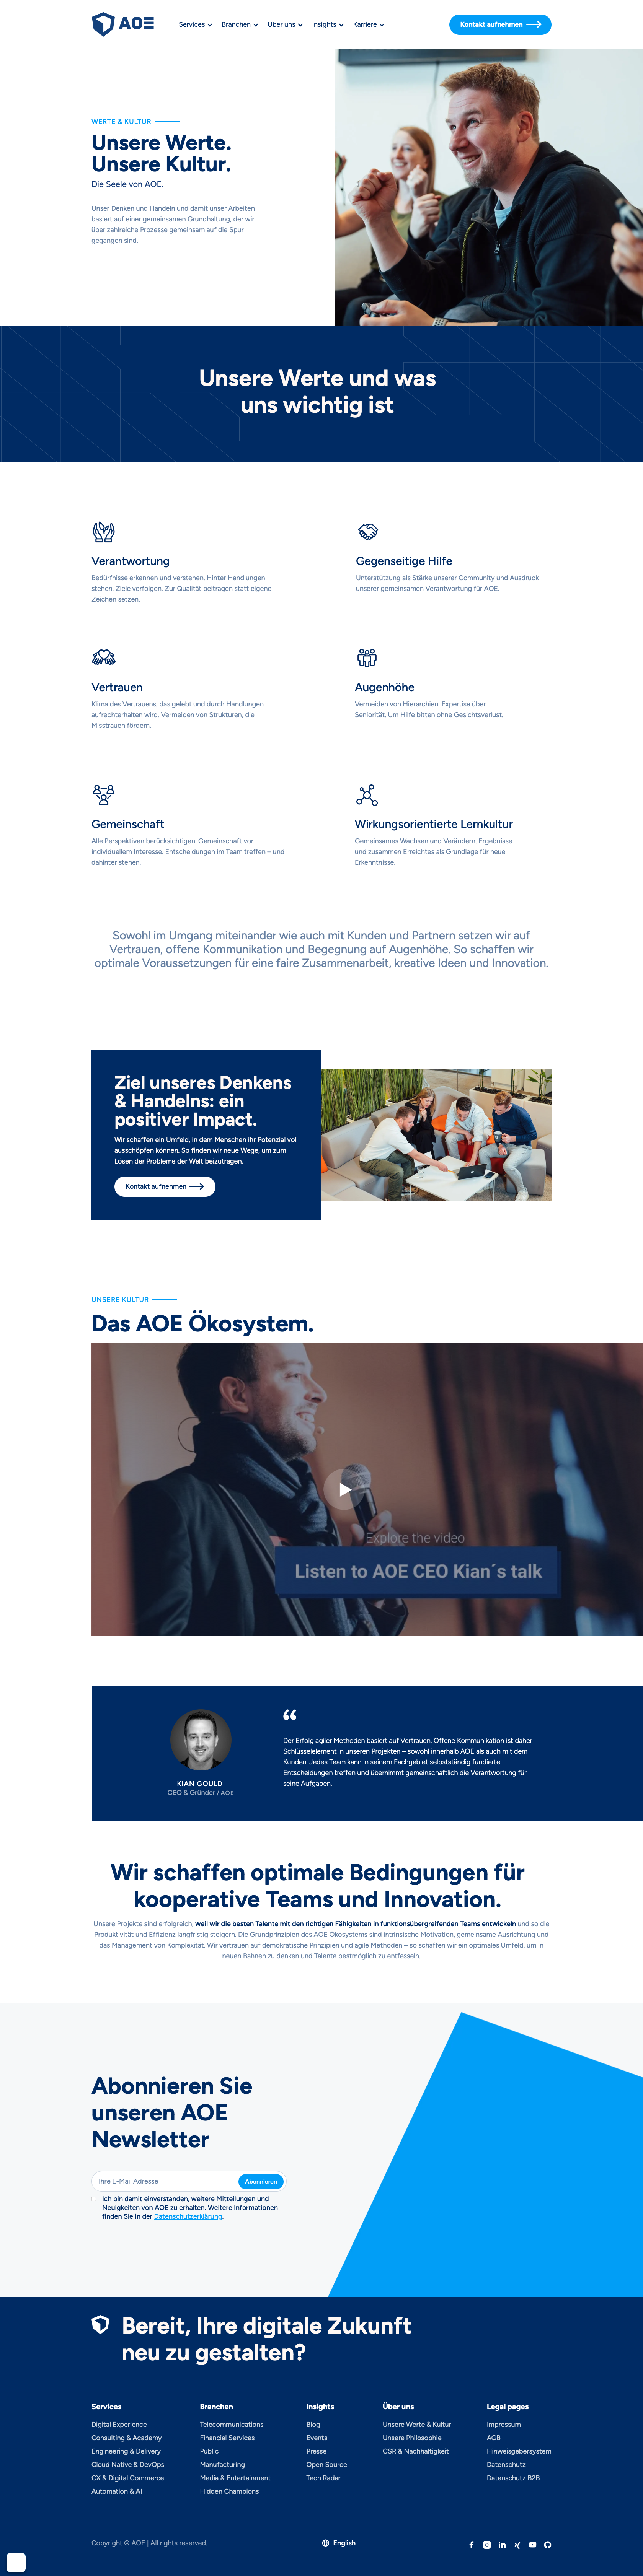 AOE
Services
Branchen
Über uns
Insights
Karriere
Kontakt aufnehmen
WERTE & KULTUR
Unsere Werte.
Unsere Kultur.
Die Seele von AOE.
Unser Denken und Handeln und damit unser Arbeiten
basiert auf einer gemeinsamen Grundhaltung, der wir
über zahlreiche Prozesse gemeinsam auf die Spur
gegangen sind.
Unsere Werte und was
uns wichtig ist
Verantwortung
Bedürfnisse erkennen und verstehen. Hinter Handlungen
stehen. Ziele verfolgen. Zur Qualität beitragen statt eigene
Zeichen setzen.
Gegenseitige Hilfe
Unterstützung als Stärke unserer Community und Ausdruck
unserer gemeinsamen Verantwortung für AOE.
Vertrauen
Klima des Vertrauens, das gelebt und durch Handlungen
aufrechterhalten wird. Vermeiden von Strukturen, die
Misstrauen fördern.
Augenhöhe
Vermeiden von Hierarchien. Expertise über
Seniorität. Um Hilfe bitten ohne Gesichtsverlust.
Gemeinschaft
Alle Perspektiven berücksichtigen. Gemeinschaft vor
individuellem Interesse. Entscheidungen im Team treffen – und
dahinter stehen.
Wirkungsorientierte Lernkultur
Gemeinsames Wachsen und Verändern. Ergebnisse
und zusammen Erreichtes als Grundlage für neue
Erkenntnisse.
Sowohl im Umgang miteinander wie auch mit Kunden und Partnern setzen wir auf
Vertrauen, offene Kommunikation und Begegnung auf Augenhöhe. So schaffen wir
optimale Voraussetzungen für eine faire Zusammenarbeit, kreative Ideen und Innovation.
Ziel unseres Denkens
& Handelns: ein
positiver Impact.
Wir schaffen ein Umfeld, in dem Menschen ihr Potenzial voll
ausschöpfen können. So finden wir neue Wege, um zum
Lösen der Probleme der Welt beizutragen.
Kontakt aufnehmen
UNSERE KULTUR
Das AOE Ökosystem.
Explore the video
Listen to AOE CEO Kian´s talk
KIAN GOULD
CEO & Gründer / AOE
“
Der Erfolg agiler Methoden basiert auf Vertrauen. Offene Kommunikation ist daher
Schlüsselelement in unseren Projekten – sowohl innerhalb AOE als auch mit dem
Kunden. Jedes Team kann in seinem Fachgebiet selbstständig fundierte
Entscheidungen treffen und übernimmt gemeinschaftlich die Verantwortung für
seine Aufgaben.
Wir schaffen optimale Bedingungen für
kooperative Teams und Innovation.
Unsere Projekte sind erfolgreich, weil wir die besten Talente mit den richtigen Fähigkeiten in funktionsübergreifenden Teams entwickeln und so die
Produktivität und Effizienz langfristig steigern. Die Grundprinzipien des AOE Ökosystems sind intrinsische Motivation, gemeinsame Ausrichtung und
das Management von Komplexität. Wir vertrauen auf demokratische Prinzipien und agile Methoden – so schaffen wir ein optimales Umfeld, um in
neuen Bahnen zu denken und Talente bestmöglich zu entfesseln.
Abonnieren Sie
unseren AOE
Newsletter
Ihre E-Mail Adresse
Abonnieren
Ich bin damit einverstanden, weitere Mitteilungen und
Neuigkeiten von AOE zu erhalten. Weitere Informationen
finden Sie in der Datenschutzerklärung.
Bereit, Ihre digitale Zukunft
neu zu gestalten?
Services
Digital Experience
Consulting & Academy
Engineering & Delivery
Cloud Native & DevOps
CX & Digital Commerce
Automation & AI
Branchen
Telecommunications
Financial Services
Public
Manufacturing
Media & Entertainment
Hidden Champions
Insights
Blog
Events
Presse
Open Source
Tech Radar
Über uns
Unsere Werte & Kultur
Unsere Philosophie
CSR & Nachhaltigkeit
Legal pages
Impressum
AGB
Hinweisgebersystem
Datenschutz
Datenschutz B2B
Copyright © AOE | All rights reserved.
English